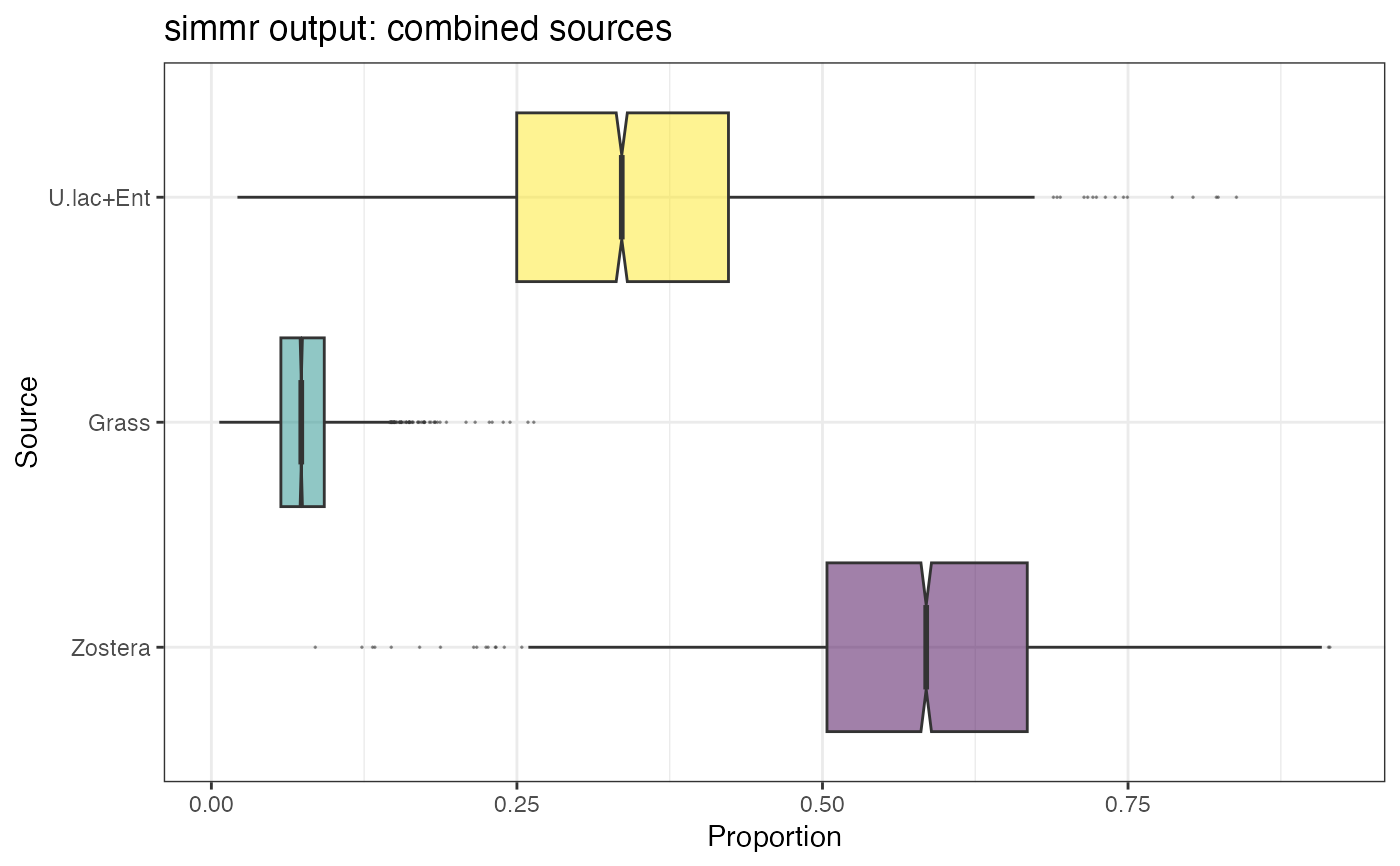 simmr output: combined sources
U.lac+Ent
Grass
Zostera
Source
0.00 0.25 0.50 0.75
Proportion